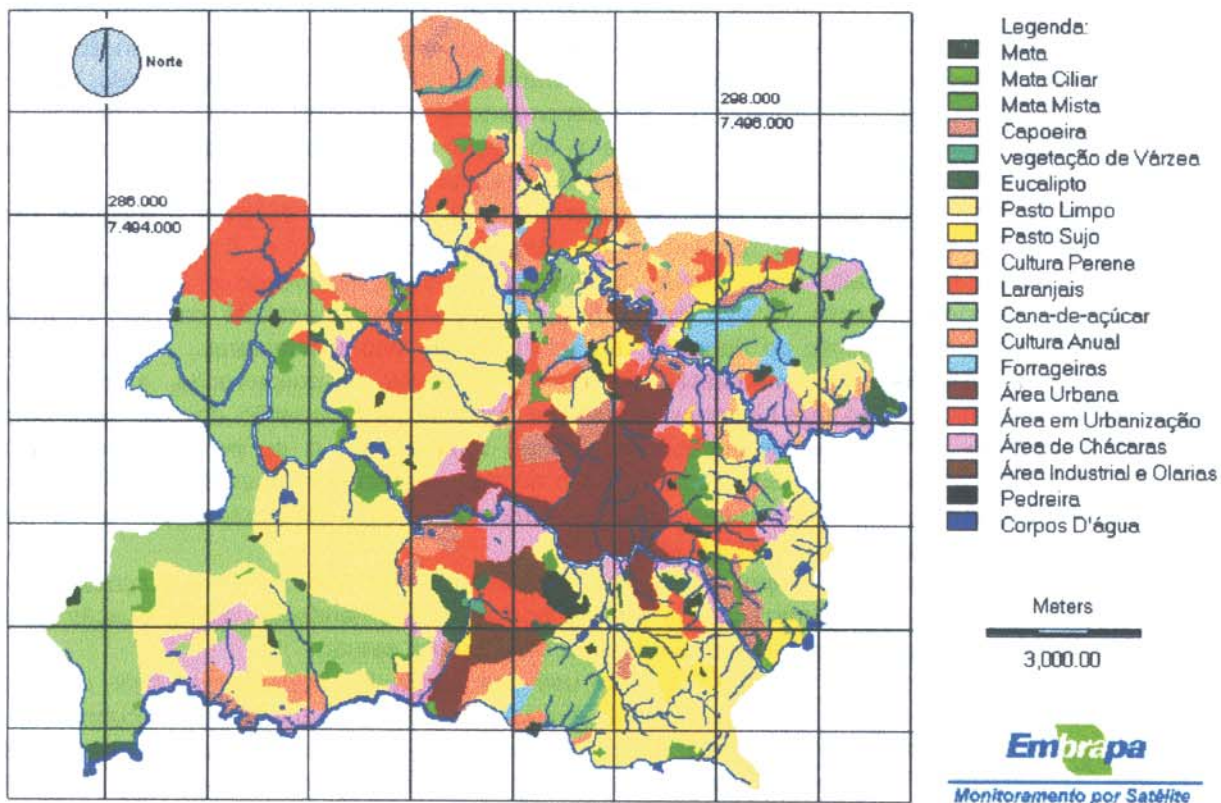 Norte
298.000
7.496.000
286.000
7.494.000
Legenda:
Mata
Mata Ciliar
Mata Mista
Capoeira
vegetação de Várzea
Eucalipto
Pasto Limpo
Pasto Sujo
Cultura Perene
Laranjais
Cana-de-açúcar
Cultura Anual
Forrageiras
Área Urbana
Área em Urbanização
Área de Chácaras
Área Industrial e Olarias
Pedreira
Corpos D'água
Meters
3,000.00
Embrapa
Monitoramento por Satélite